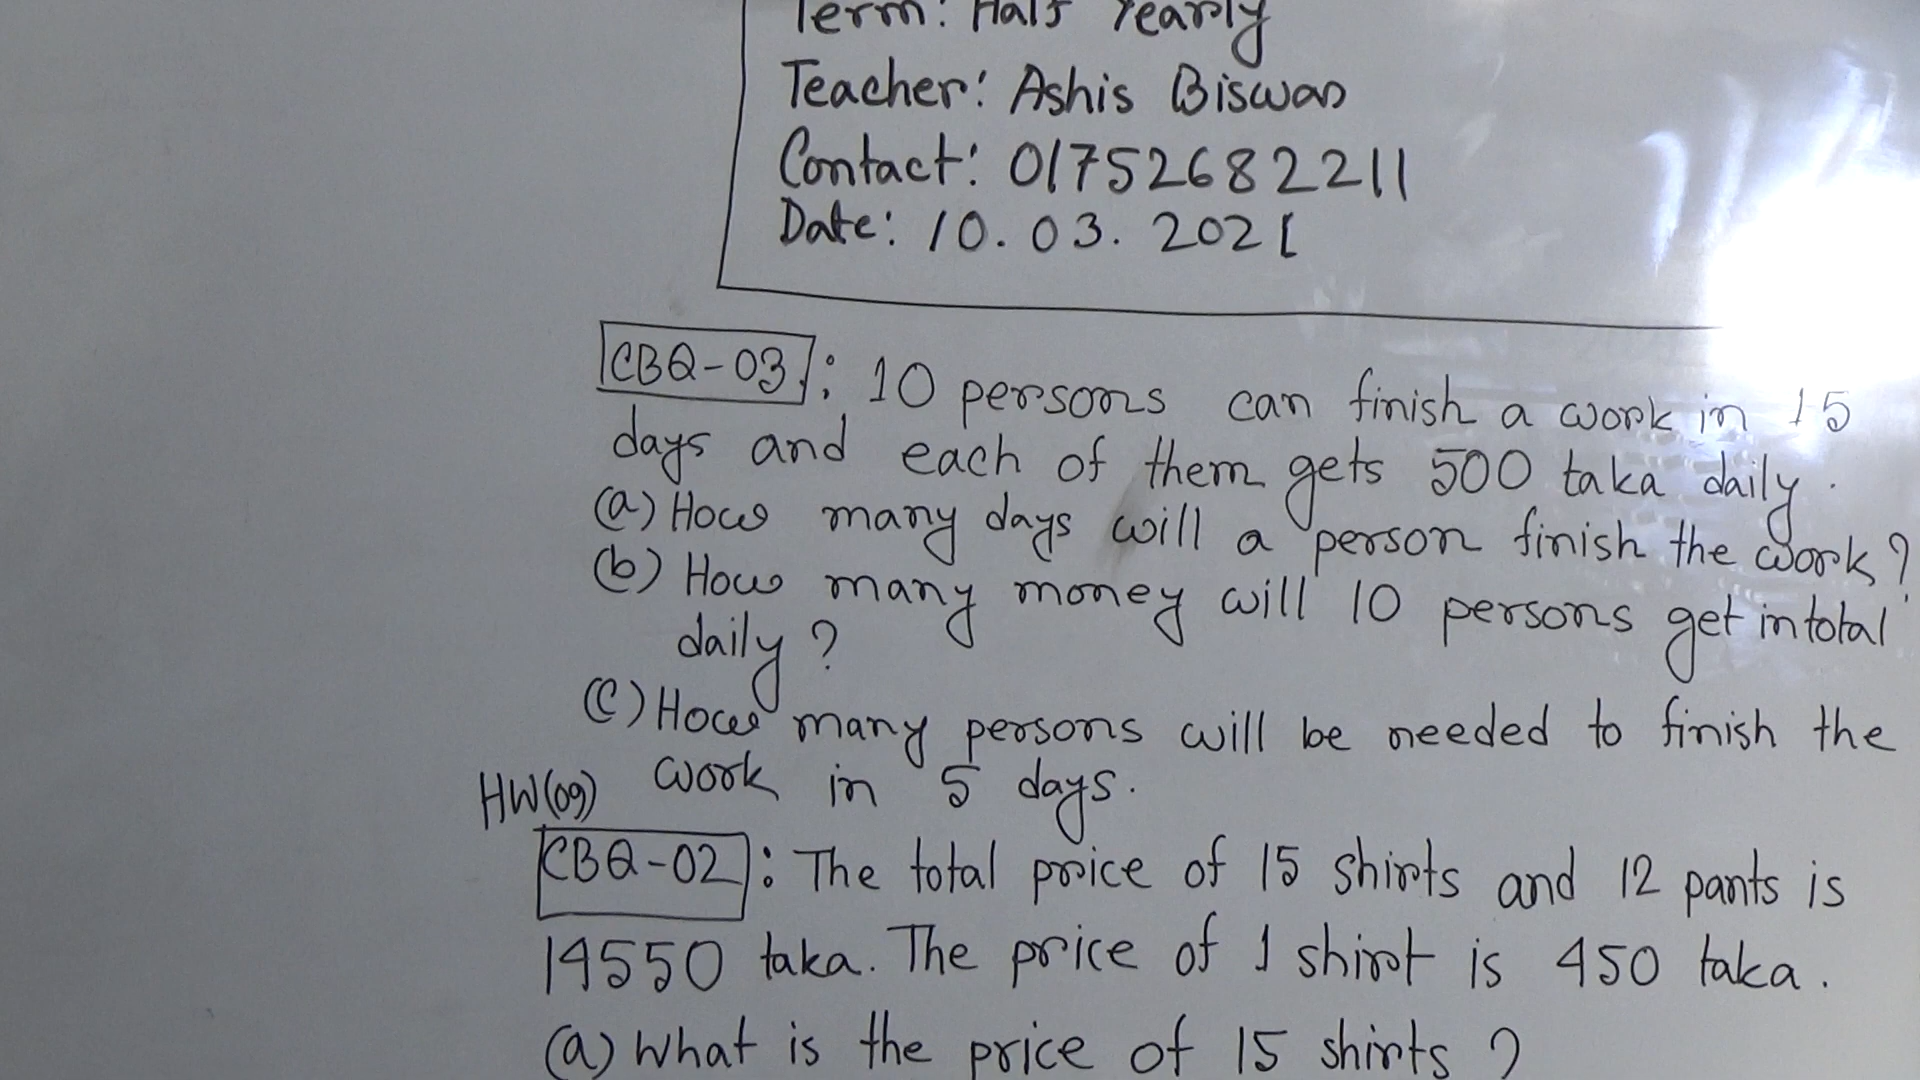 Term: Half Yearly
Teacher: Ashis Biswas
Contact: 01752682211
Date: 10.03.2021
CBQ-03: 10 persons can finish a work in 15
days and each of them gets 500 taka daily.
(a) How many days will a person finish the work?
(b) How many money will 10 persons get in total
daily?
(c) How many persons will be needed to finish the
work in 5 days.
HW(09)
CBQ-02: The total price of 15 shirts and 12 pants is
14550 taka. The price of 1 shirt is 450 taka.
(a) What is the price of 15 shirts?